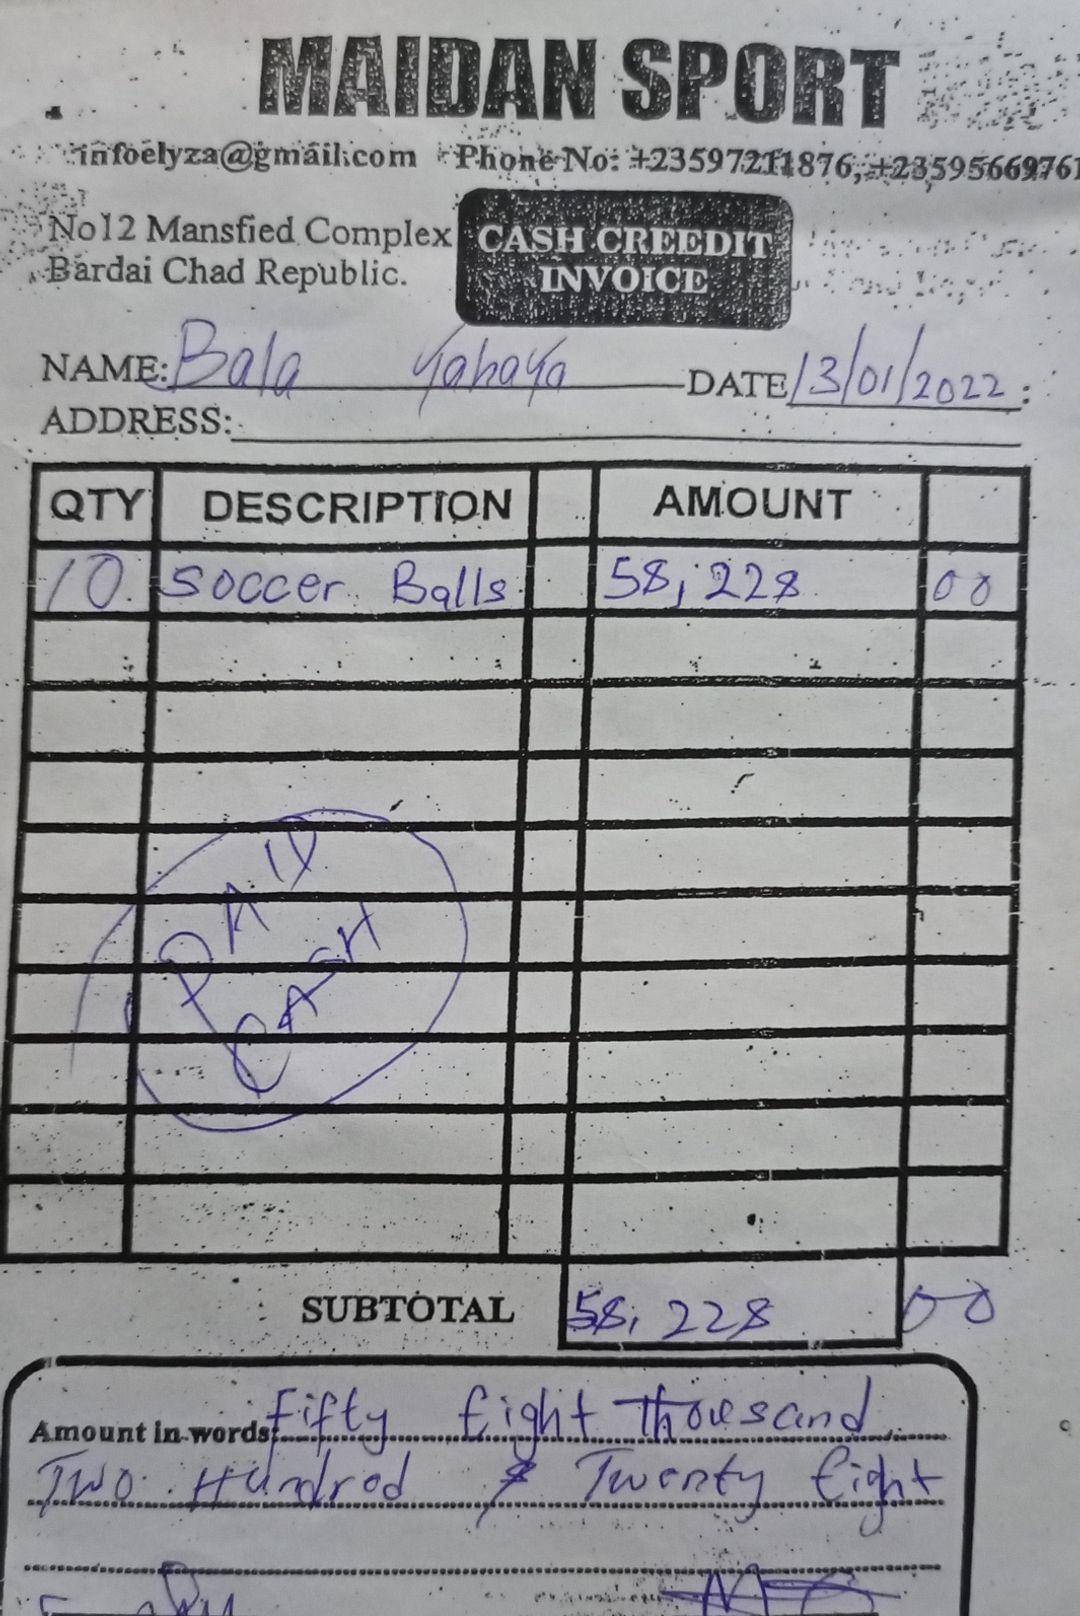 MAIDAN SPORT
infoelyza@gmail.com Phone No: +23597211876, +2359566976
No12 Mansfied Complex
Bardai Chad Republic.
CASH CREEDIT
INVOICE
NAME: Bala Yahaya DATE 13/01/2022
ADDRESS:
QTY DESCRIPTION AMOUNT
10 Soccer Balls 58,228 00
PAID
CASH
SUBTOTAL 58,228 00
Amount in words: Fifty Eight Thousand
Two Hundred & Twenty Eight